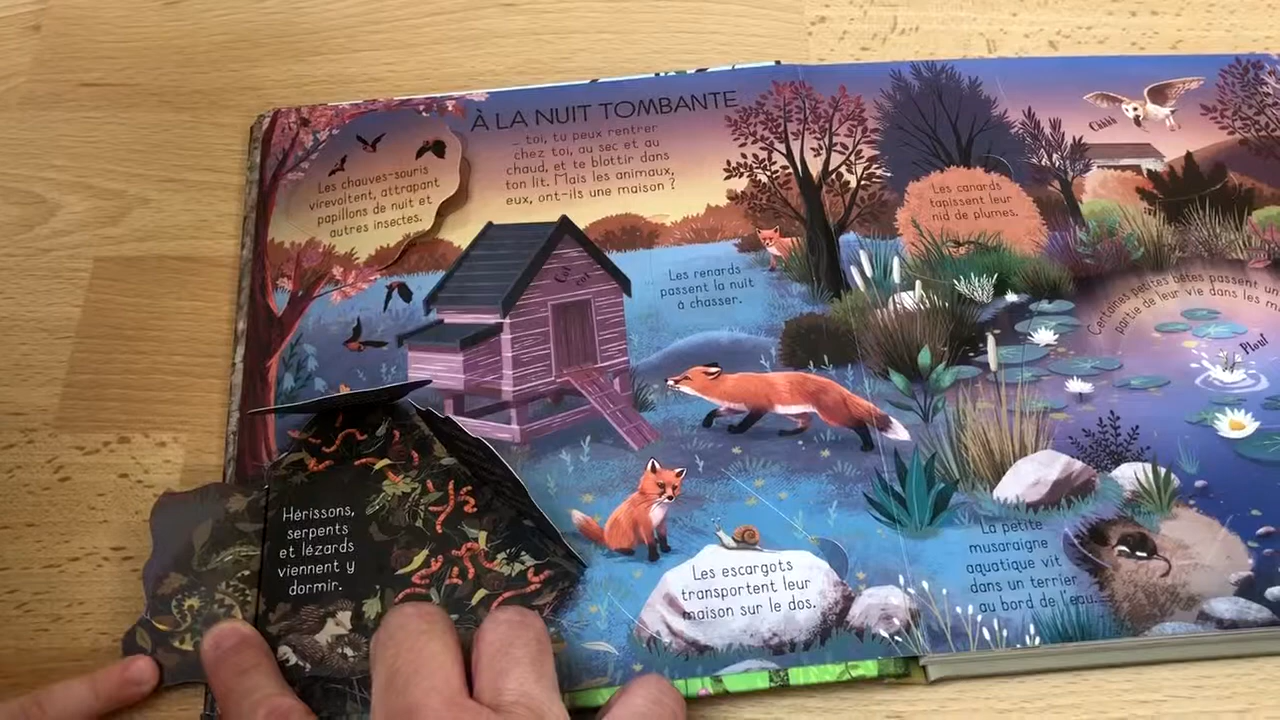 À LA NUIT TOMBANTE
... toi, tu peux rentrer
chez toi, au sec et au
chaud, et te blottir dans
ton lit. Mais les animaux,
eux, ont-ils une maison ?
Les chauves-souris
virevoltent, attrapant
papillons de nuit et
autres insectes.
Cot
cot
Les renards
passent la nuit
à chasser.
Les canards
tapissent leur
nid de plumes.
Chhhh
Certaines petites bêtes passent un
partie de leur vie dans les m
Plouf
Hérissons,
serpents
et lézards
viennent y
dormir.
Les escargots
transportent leur
maison sur le dos.
La petite
musaraigne
aquatique vit
dans un terrier
au bord de l'eau.